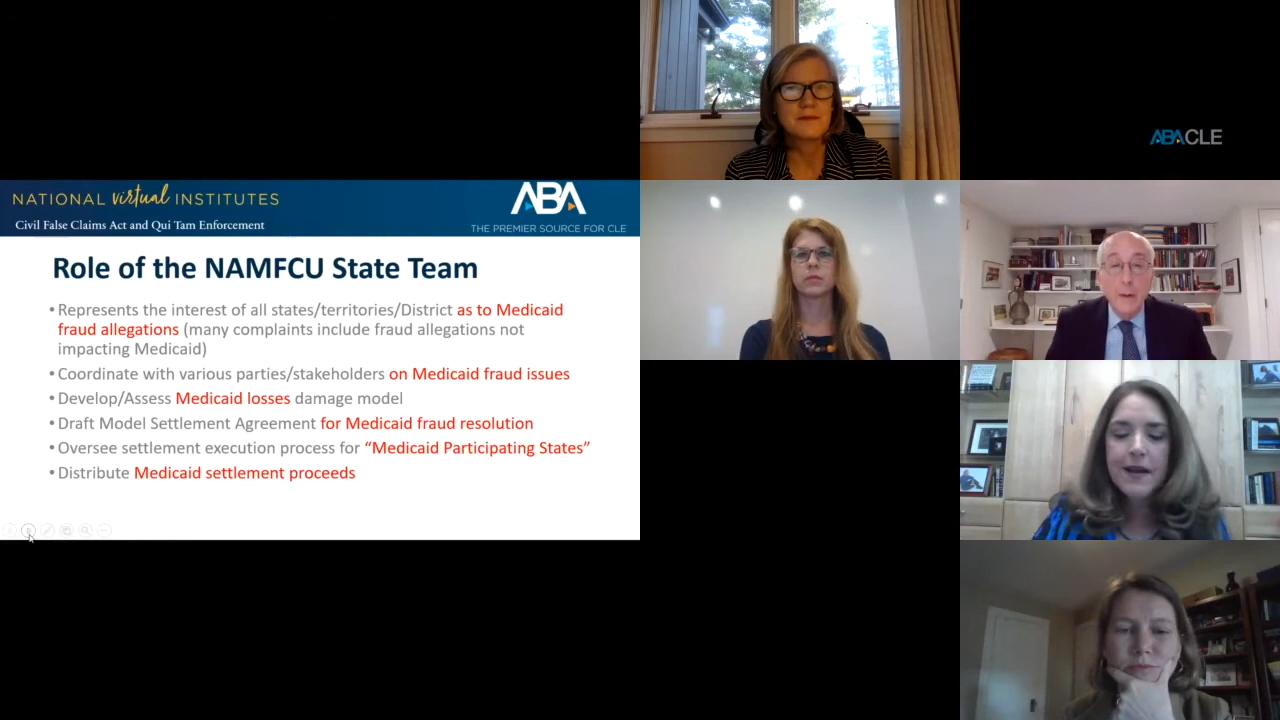 NATIONAL virtual INSTITUTES
Civil False Claims Act and Qui Tam Enforcement
ABA
THE PREMIER SOURCE FOR CLE
Role of the NAMFCU State Team
• Represents the interest of all states/territories/District as to Medicaid
fraud allegations (many complaints include fraud allegations not
impacting Medicaid)
• Coordinate with various parties/stakeholders on Medicaid fraud issues
• Develop/Assess Medicaid losses damage model
• Draft Model Settlement Agreement for Medicaid fraud resolution
• Oversee settlement execution process for “Medicaid Participating States”
• Distribute Medicaid settlement proceeds
ABACLE